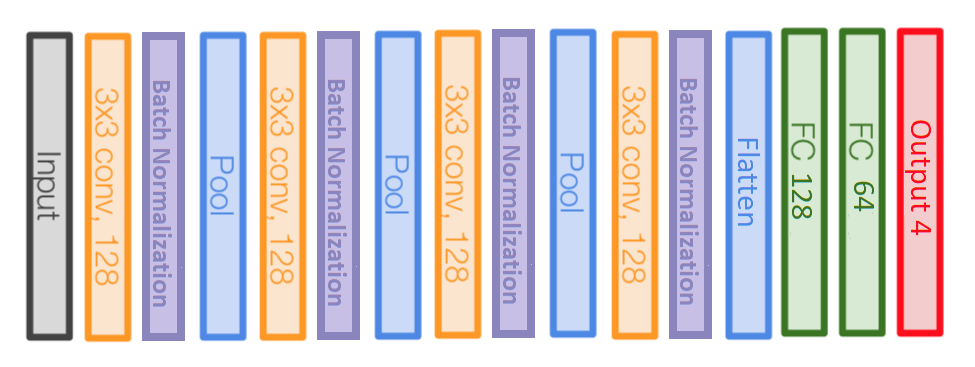 Input
3x3 conv, 128
Batch Normalization
Pool
3x3 conv, 128
Batch Normalization
Pool
3x3 conv, 128
Batch Normalization
Pool
3x3 conv, 128
Batch Normalization
Flatten
FC 128
FC 64
Output 4